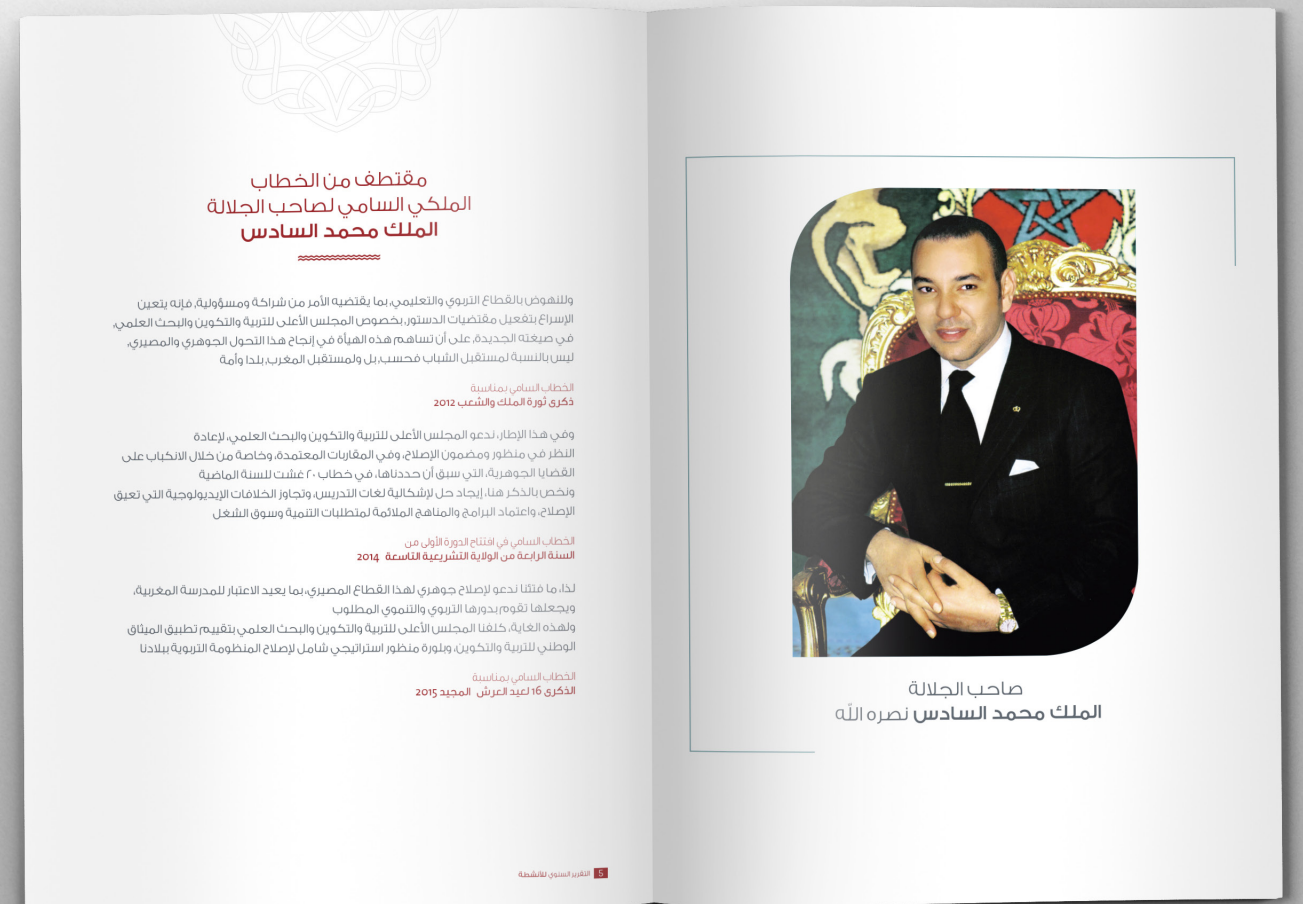 صاحب الجلالة
الملك محمد السادس نصره الله
مقتطف من الخطاب
الملكي السامي لصاحب الجلالة
الملك محمد السادس
وللنهوض بالقطاع التربوي والتعليمي، بما يقتضيه الأمر من شراكة ومسؤولية، فإنه يتعين
الإسراع بتفعيل مقتضيات الدستور، بخصوص المجلس الأعلى للتربية والتكوين والبحث العلمي،
في صيغته الجديدة، على أن تساهم هذه الهيأة في إنجاح هذا التحول الجوهري والمصيري،
ليس بالنسبة لمستقبل الشباب فحسب، بل ولمستقبل المغرب، بلدا وأمة
الخطاب السامي بمناسبة
ذكرى ثورة الملك والشعب 2012
وفي هذا الإطار، ندعو المجلس الأعلى للتربية والتكوين والبحث العلمي، لإعادة
النظر في منظور ومضمون الإصلاح، وفي المقاربات المعتمدة، وخاصة من خلال الانكباب على
القضايا الجوهرية، التي سبق أن حددناها، في خطاب ٢٠ غشت للسنة الماضية
ونخص بالذكر هنا، إيجاد حل لإشكالية لغات التدريس، وتجاوز الخلافات الإيديولوجية التي تعيق
الإصلاح، واعتماد البرامج والمناهج الملائمة لمتطلبات التنمية وسوق الشغل
الخطاب السامي في افتتاح الدورة الأولى من
السنة الرابعة من الولاية التشريعية التاسعة 2014
لذا، ما فتئنا ندعو لإصلاح جوهري لهذا القطاع المصيري، بما يعيد الاعتبار للمدرسة المغربية،
ويجعلها تقوم بدورها التربوي والتنموي المطلوب
ولهذه الغاية، كلفنا المجلس الأعلى للتربية والتكوين والبحث العلمي بتقييم تطبيق الميثاق
الوطني للتربية والتكوين، وبلورة منظور استراتيجي شامل لإصلاح المنظومة التربوية ببلادنا
الخطاب السامي بمناسبة
الذكرى 16 لعيد العرش المجيد 2015
5 التقرير السنوي للأنشطة